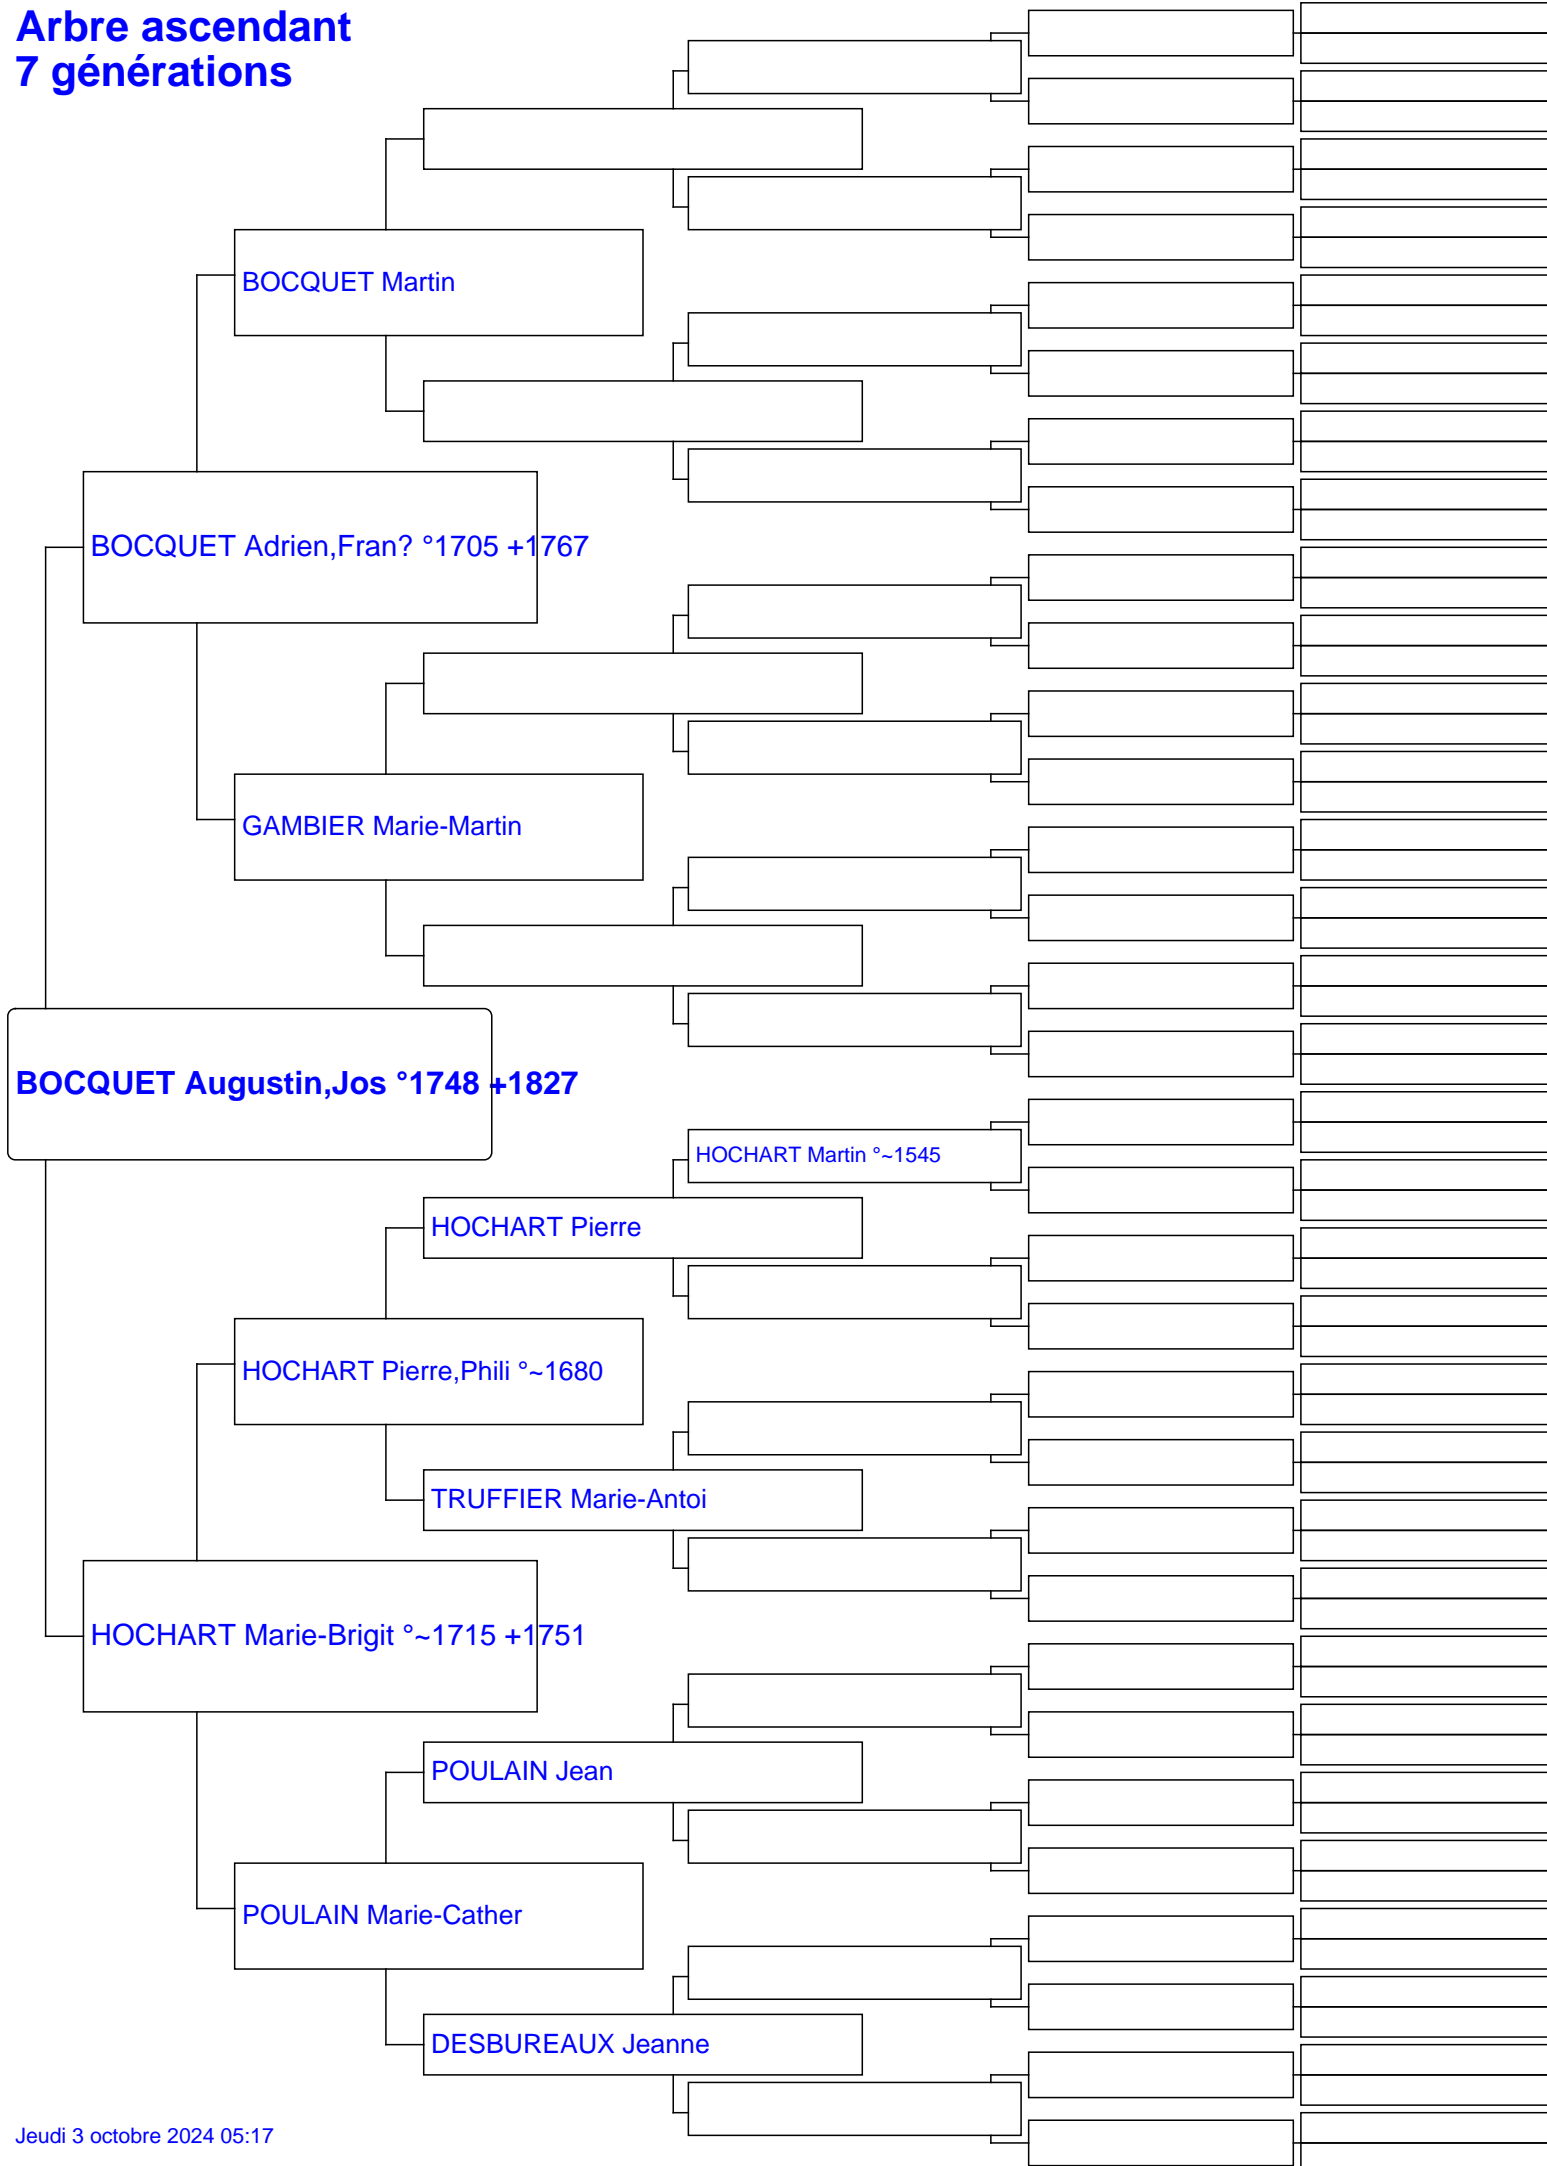 Arbre ascendant
7 générations
BOCQUET Martin
BOCQUET Adrien,Fran? °1705 +1767
GAMBIER Marie-Martin
BOCQUET Augustin,Jos °1748 +1827
HOCHART Martin °~1545
HOCHART Pierre
HOCHART Pierre,Phili °~1680
TRUFFIER Marie-Antoi
HOCHART Marie-Brigit °~1715 +1751
POULAIN Jean
POULAIN Marie-Cather
DESBUREAUX Jeanne
Jeudi 3 octobre 2024 05:17